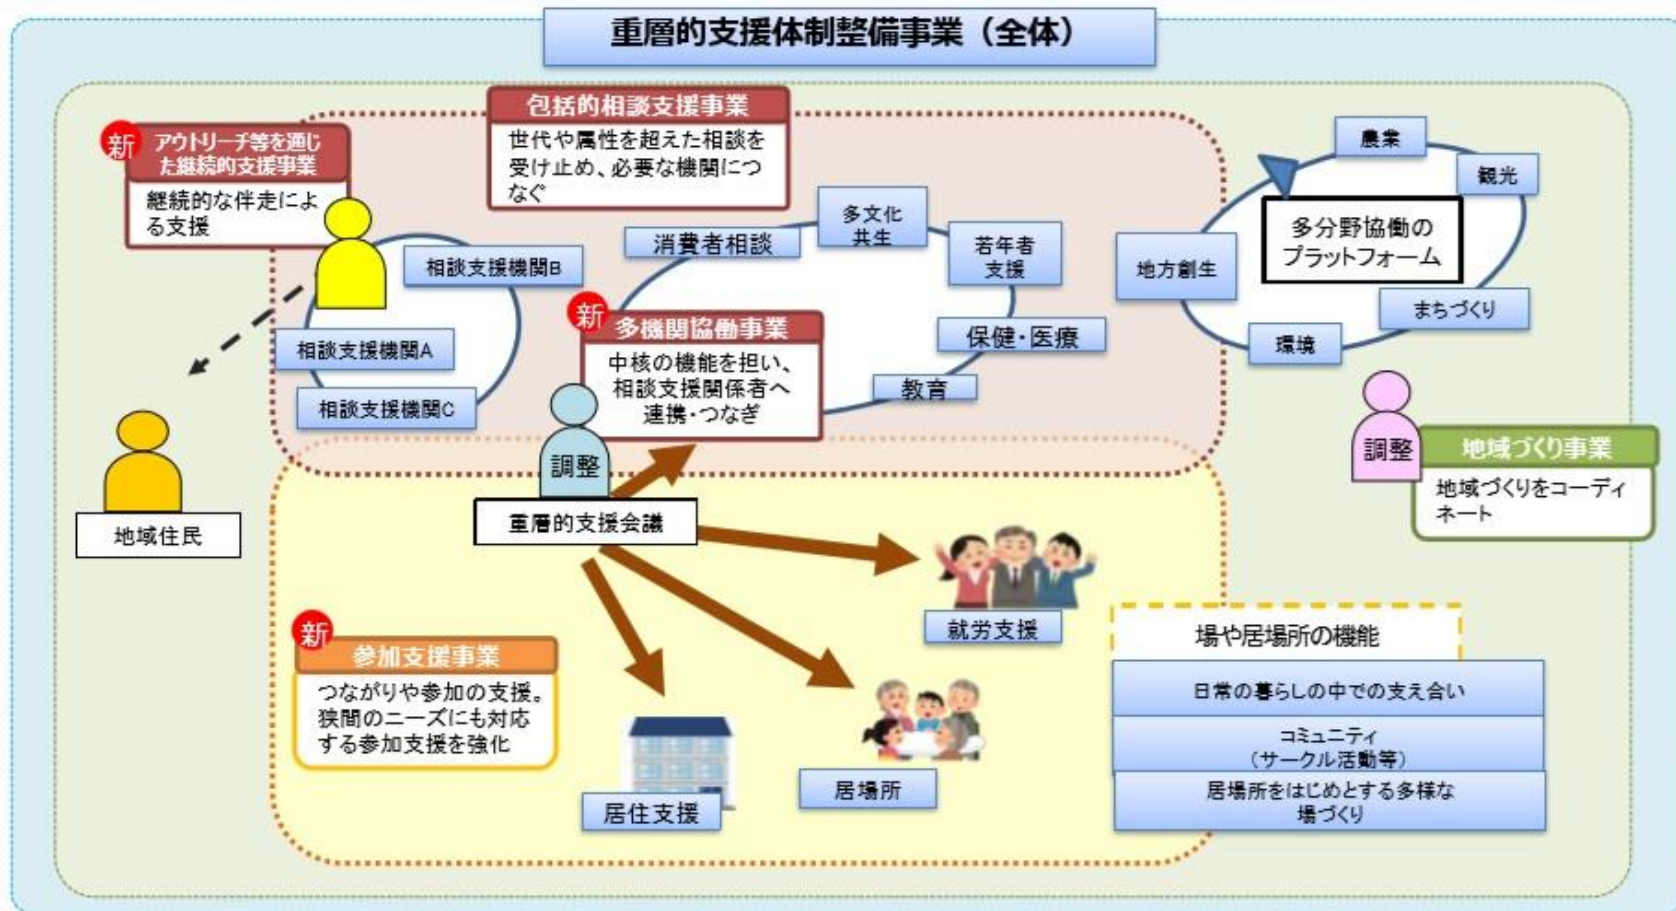 重層的支援体制整備事業（全体）
包括的相談支援事業
世代や属性を超えた相談を
受け止め、必要な機関につ
なぐ
新
アウトリーチ等を通じ
た継続的支援事業
継続的な伴走によ
る支援
相談支援機関B
相談支援機関A
相談支援機関C
消費者相談
多文化
共生
若年者
支援
保健・医療
教育
新
多機関協働事業
中核の機能を担い、
相談支援関係者へ
連携・つなぎ
農業
観光
多分野協働の
プラットフォーム
地方創生
まちづくり
環境
調整
地域づくり事業
地域づくりをコーディ
ネート
地域住民
調整
重層的支援会議
新
参加支援事業
つながりや参加の支援。
狭間のニーズにも対応
する参加支援を強化
就労支援
居場所
居住支援
場や居場所の機能
日常の暮らしの中での支え合い
コミュニティ
（サークル活動等）
居場所をはじめとする多様な
場づくり